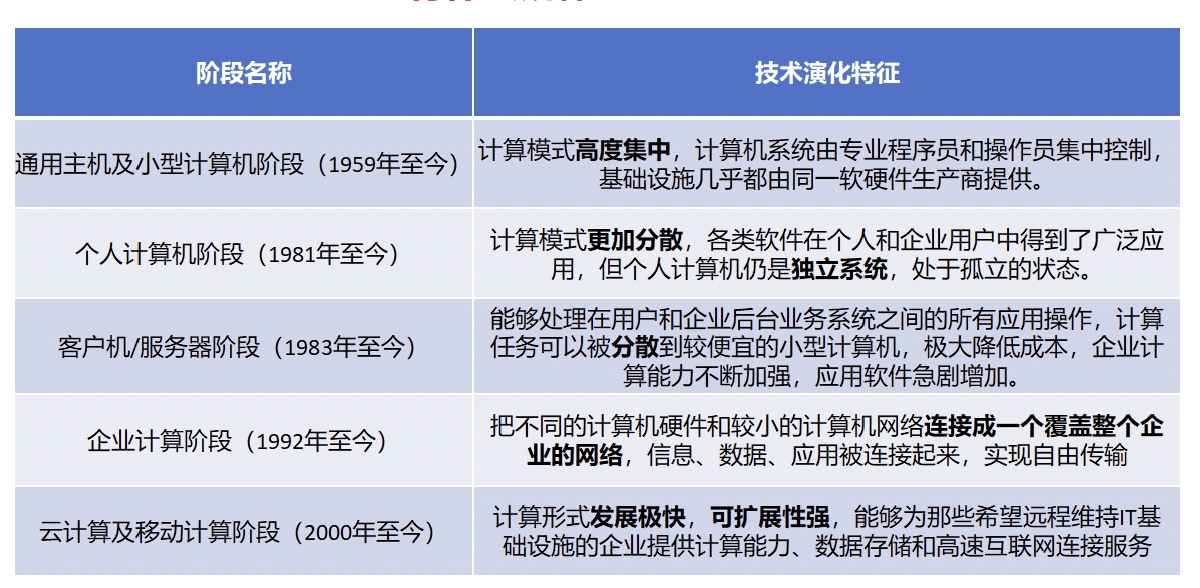 阶段名称
技术演化特征
通用主机及小型计算机阶段（1959年至今）
计算模式高度集中，计算机系统由专业程序员和操作员集中控制，
基础设施几乎都由同一软硬件生产商提供。
个人计算机阶段（1981年至今）
计算模式更加分散，各类软件在个人和企业用户中得到了广泛应
用，但个人计算机仍是独立系统，处于孤立的状态。
客户机/服务器阶段（1983年至今）
能够处理在用户和企业后台业务系统之间的所有应用操作，计算
任务可以被分散到较便宜的小型计算机，极大降低成本，企业计
算能力不断加强，应用软件急剧增加。
企业计算阶段（1992年至今）
把不同的计算机硬件和较小的计算机网络连接成一个覆盖整个企
业的网络，信息、数据、应用被连接起来，实现自由传输
云计算及移动计算阶段（2000年至今）
计算形式发展极快，可扩展性强，能够为那些希望远程维持IT基
础设施的企业提供计算能力、数据存储和高速互联网连接服务